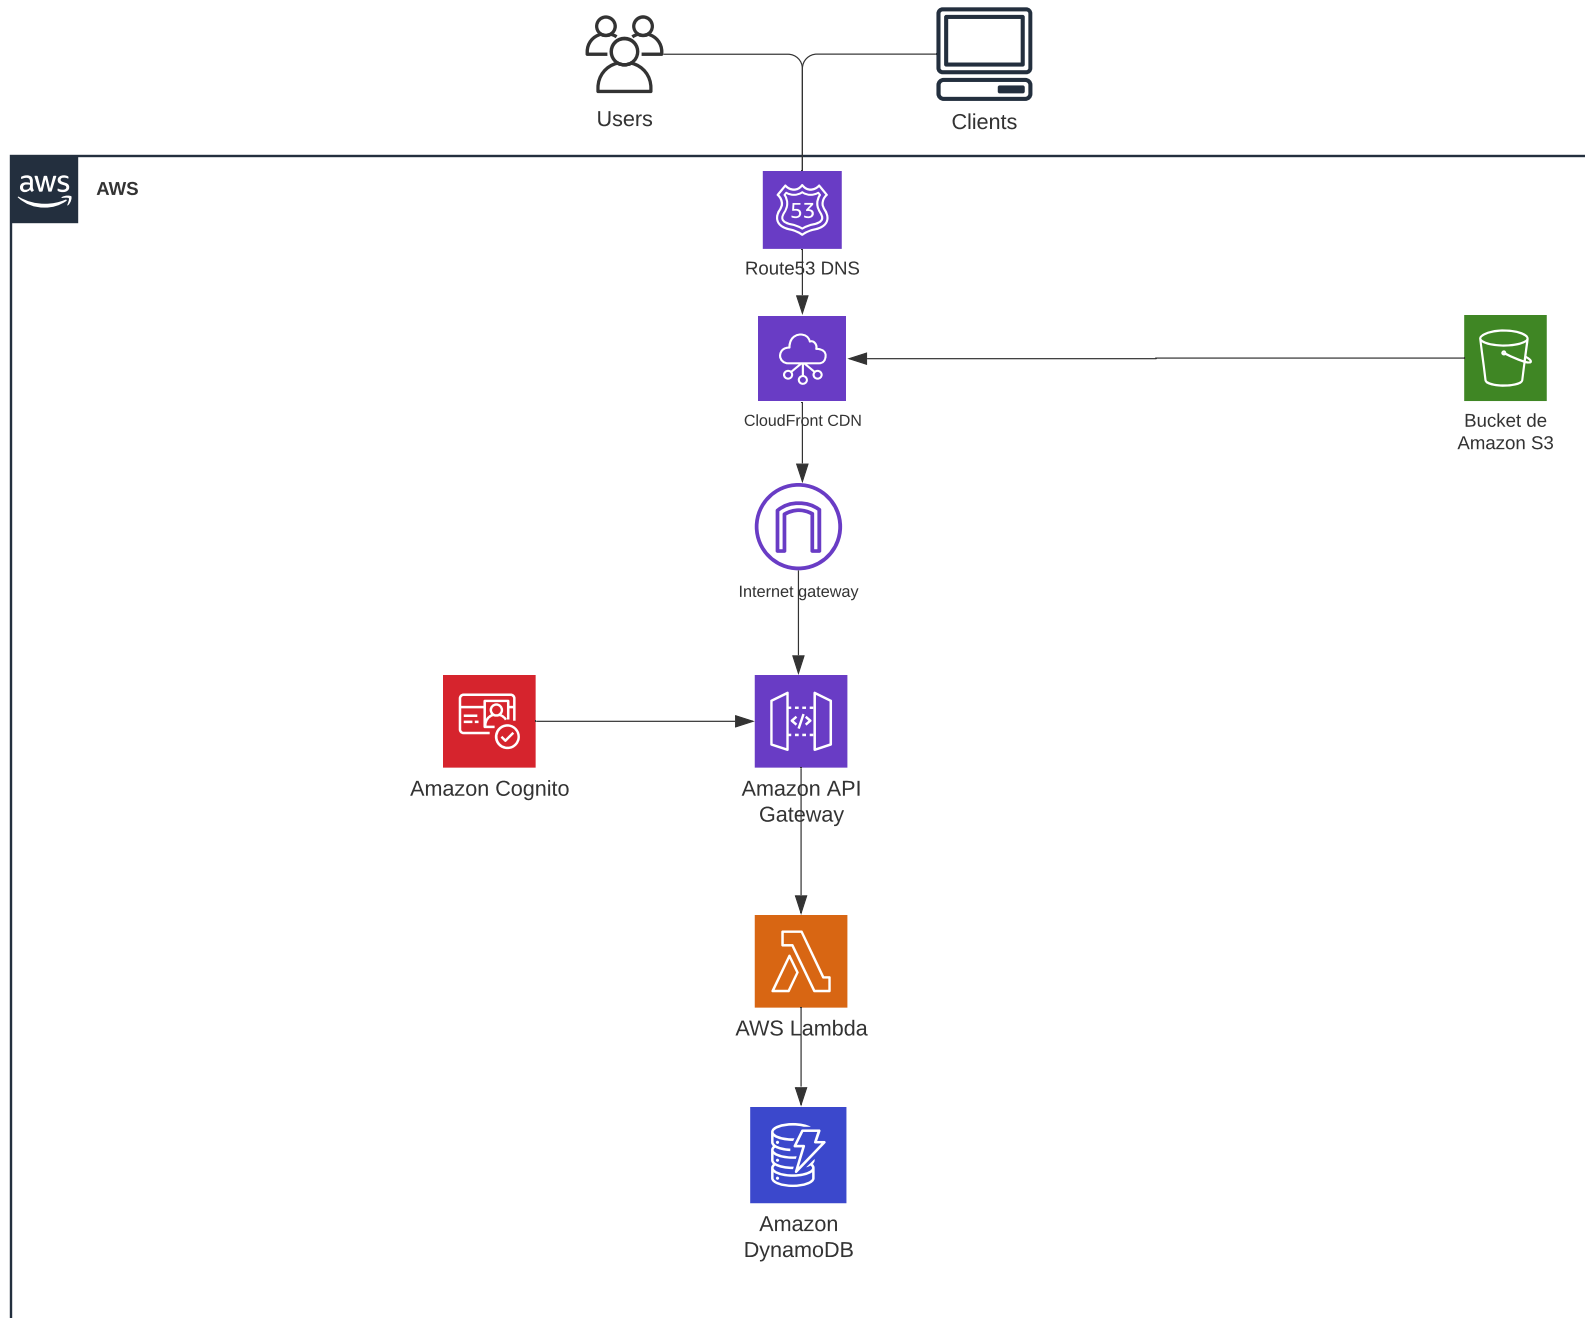 Users
Clients
aws
AWS
53
Route53 DNS
CloudFront CDN
Bucket de
Amazon S3
Internet gateway
</>
Amazon Cognito
Amazon API
Gateway
AWS Lambda
Amazon
DynamoDB